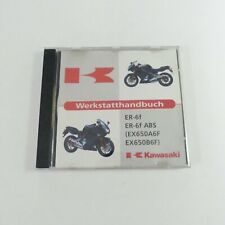 Werkstatthandbuch
ER-6f
ER-6f ABS
(EX650A6F
EX650B6F)
Kawasaki